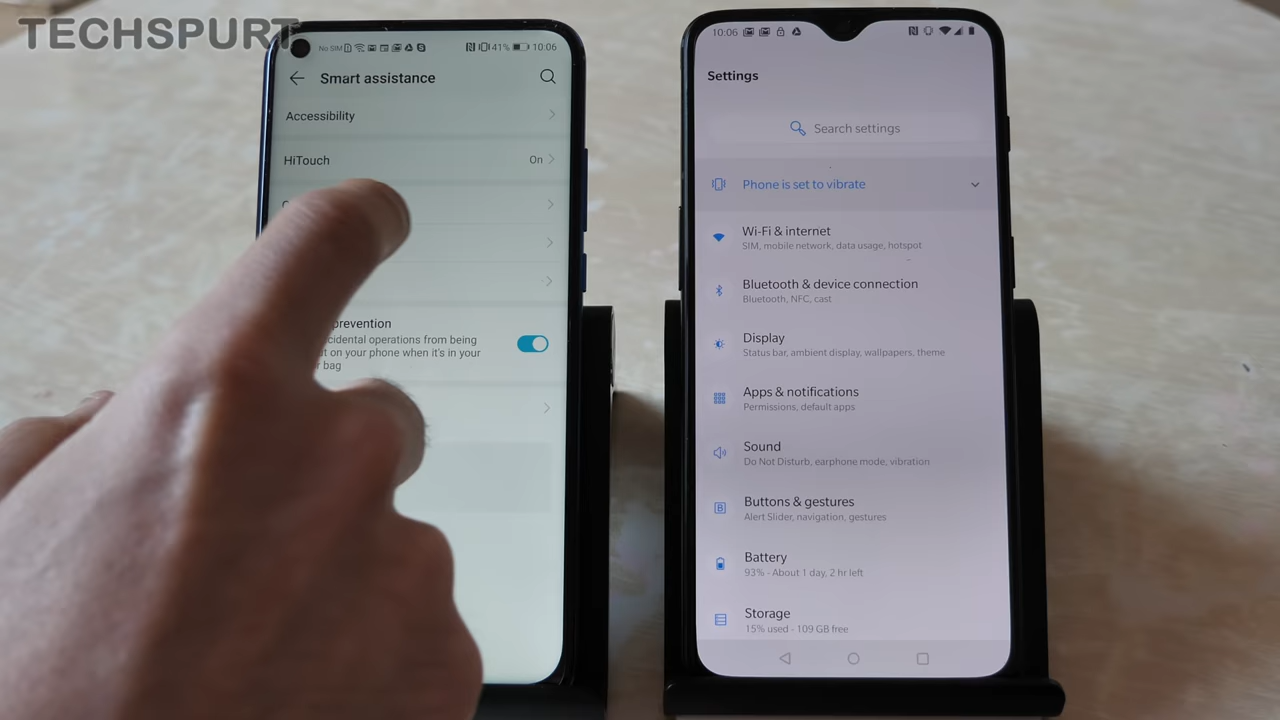 TECHSPURT
No SIM
41%
10:06
Smart assistance
Accessibility
HiTouch
On
prevention
cidental operations from being
ut on your phone when it's in your
r bag
10:06
Settings
Search settings
Phone is set to vibrate
Wi-Fi & internet
SIM, mobile network, data usage, hotspot
Bluetooth & device connection
Bluetooth, NFC, cast
Display
Status bar, ambient display, wallpapers, theme
Apps & notifications
Permissions, default apps
Sound
Do Not Disturb, earphone mode, vibration
Buttons & gestures
Alert Slider, navigation, gestures
Battery
93% - About 1 day, 2 hr left
Storage
15% used - 109 GB free